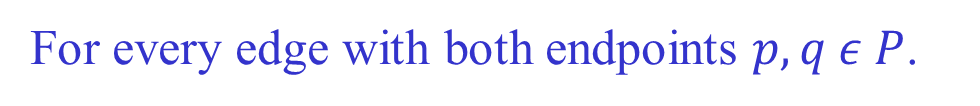 For every edge with both endpoints p, q ϵ P.